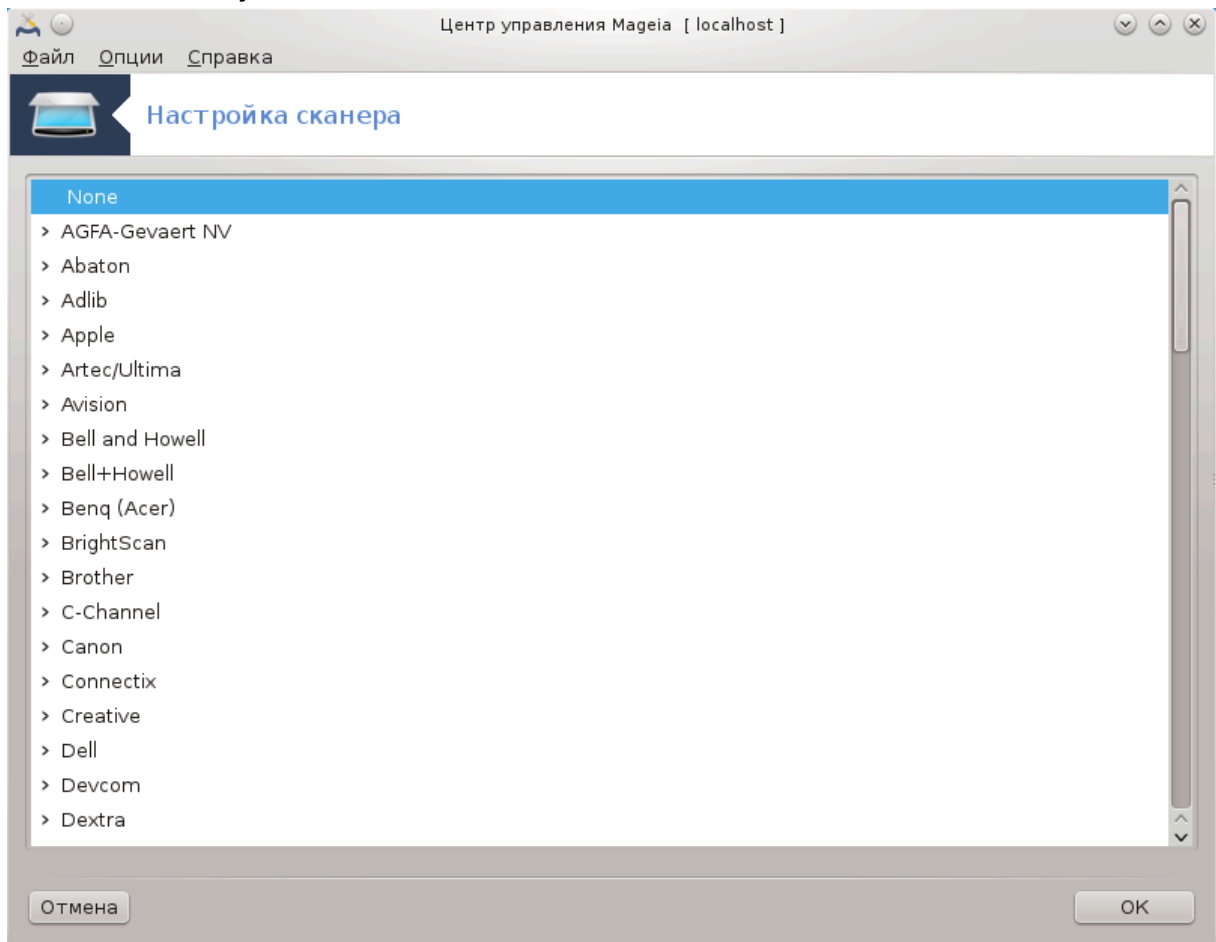 Центр управления Mageia [ localhost ]
Файл Опции Справка
Настройка сканера
None
AGFA-Gevaert NV
Abaton
Adlib
Apple
Artec/Ultima
Avision
Bell and Howell
Bell+Howell
Benq (Acer)
BrightScan
Brother
C-Channel
Canon
Connectix
Creative
Dell
Devcom
Dextra
Отмена OK